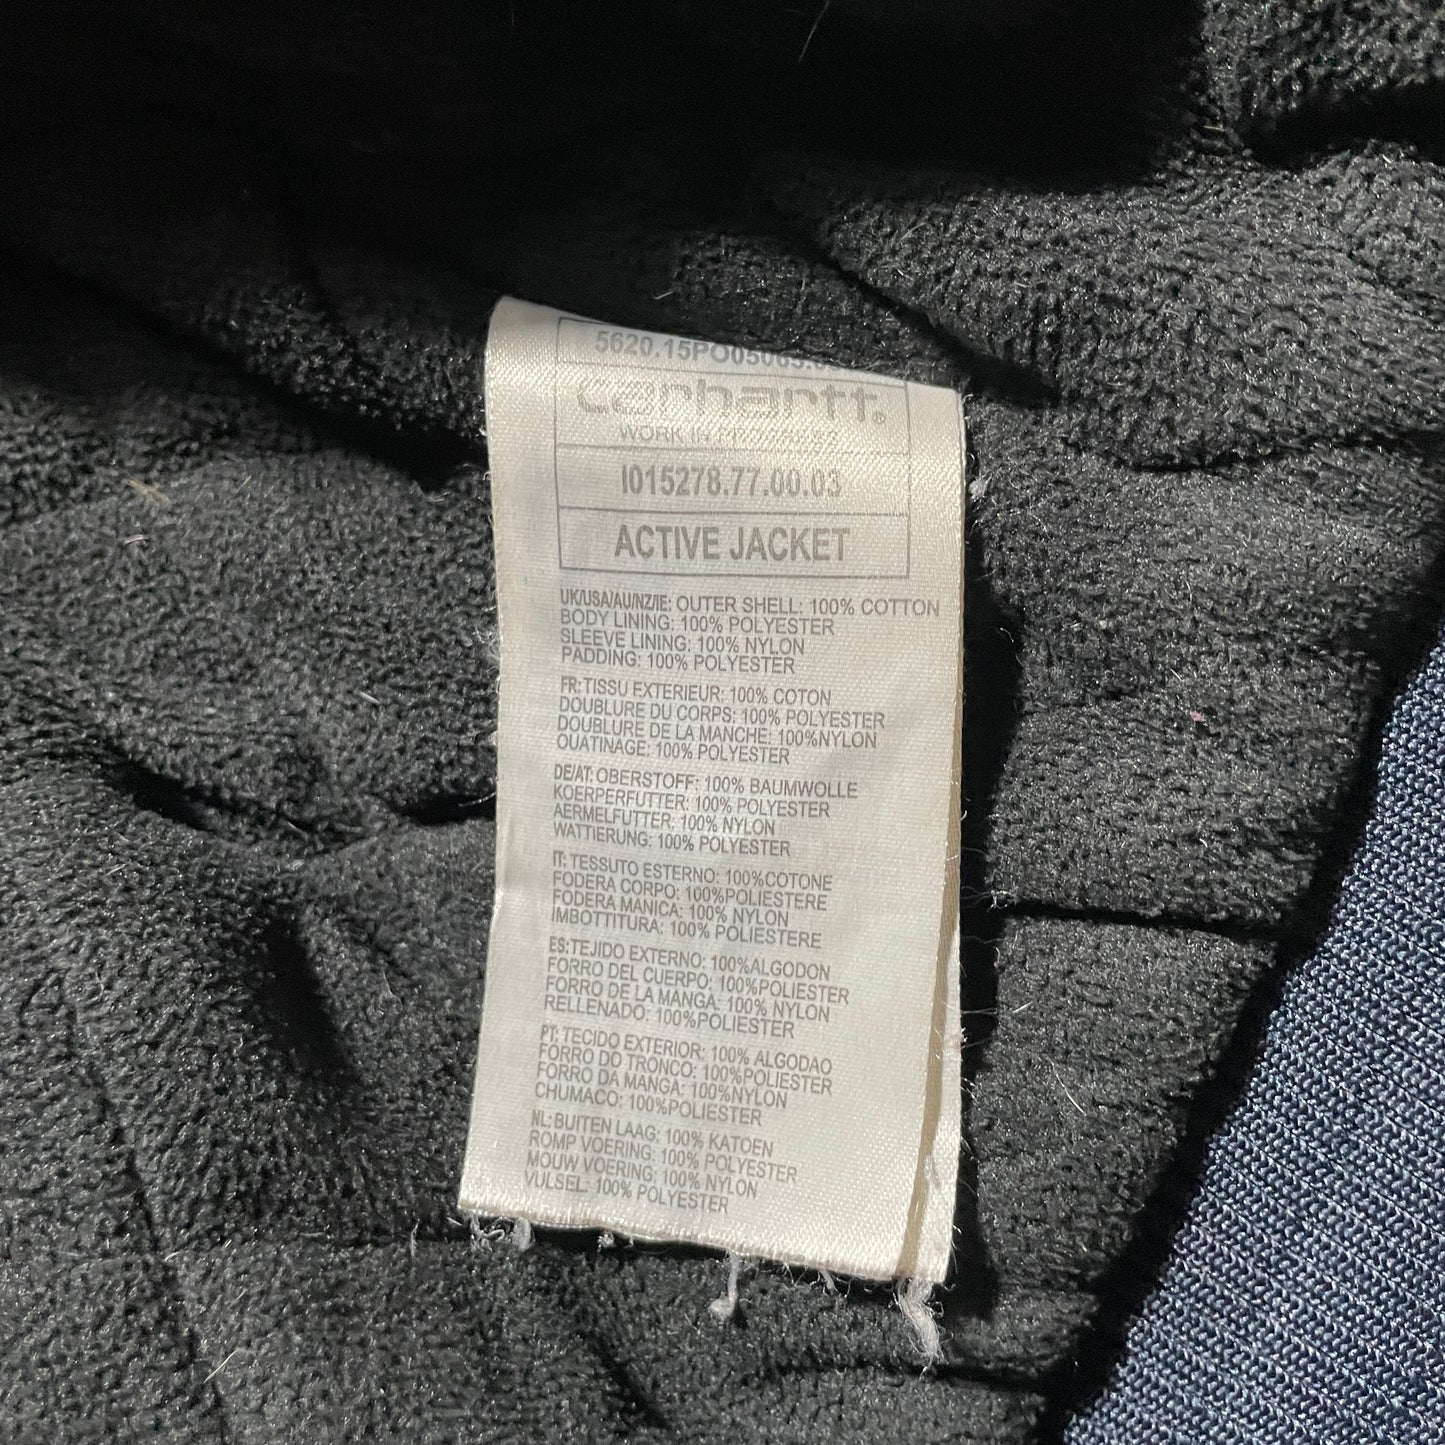 carhartt.
WORK IN PROGRESS
I015278.77.00.03
ACTIVE JACKET
UK/USA/AU/NZ/IE: OUTER SHELL: 100% COTTON
BODY LINING: 100% POLYESTER
SLEEVE LINING: 100% NYLON
PADDING: 100% POLYESTER
FR: TISSU EXTERIEUR: 100% COTON
DOUBLURE DU CORPS: 100% POLYESTER
DOUBLURE DE LA MANCHE: 100%NYLON
OUATINAGE: 100% POLYESTER
DE/AT: OBERSTOFF: 100% BAUMWOLLE
KOERPERFUTTER: 100% POLYESTER
AERMELFUTTER: 100% NYLON
WATTIERUNG: 100% POLYESTER
IT: TESSUTO ESTERNO: 100%COTONE
FODERA CORPO: 100%POLIESTERE
FODERA MANICA: 100% NYLON
IMBOTTITURA: 100% POLIESTERE
ES: TEJIDO EXTERNO: 100%ALGODON
FORRO DEL CUERPO: 100%POLIESTER
FORRO DE LA MANGA: 100% NYLON
RELLENADO: 100%POLIESTER
PT: TECIDO EXTERIOR: 100% ALGODAO
FORRO DO TRONCO: 100%POLIESTER
FORRO DA MANGA: 100%NYLON
CHUMACO: 100%POLIESTER
NL: BUITEN LAAG: 100% KATOEN
ROMP VOERING: 100% POLYESTER
MOUW VOERING: 100% NYLON
VULSEL: 100% POLYESTER